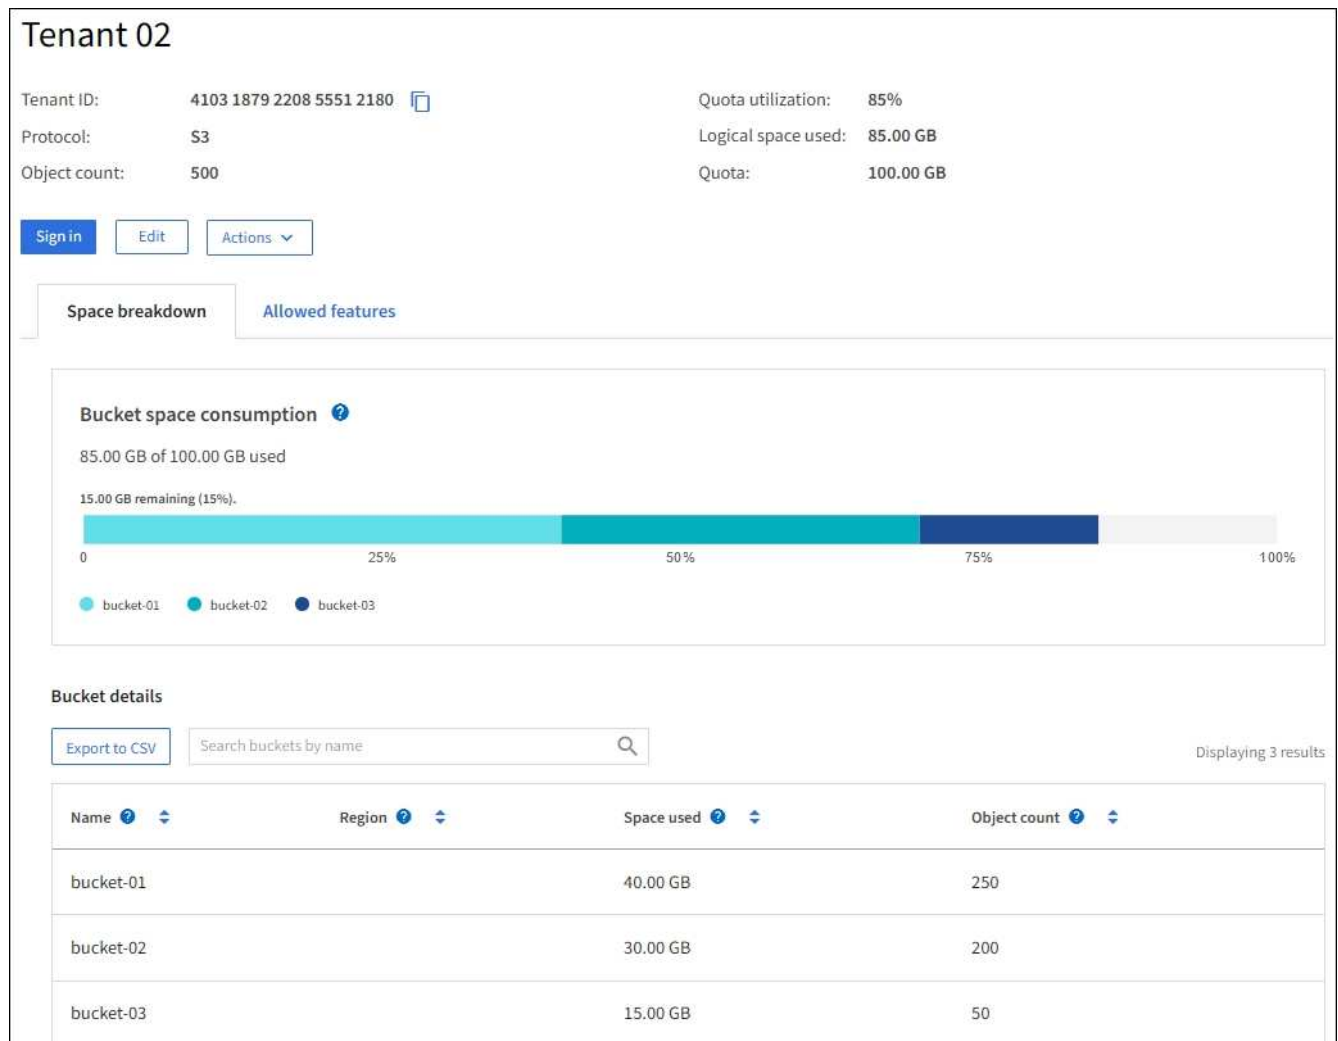 Tenant 02
Tenant ID: 4103 1879 2208 5551 2180
Quota utilization: 85%
Protocol: S3
Logical space used: 85.00 GB
Object count: 500
Quota: 100.00 GB
Sign in Edit Actions
Space breakdown Allowed features
Bucket space consumption ?
85.00 GB of 100.00 GB used
15.00 GB remaining (15%).
0 25% 50% 75% 100%
bucket-01 bucket-02 bucket-03
Bucket details
Export to CSV Search buckets by name Displaying 3 results
Name ? Region ? Space used ? Object count ?
bucket-01 40.00 GB 250
bucket-02 30.00 GB 200
bucket-03 15.00 GB 50